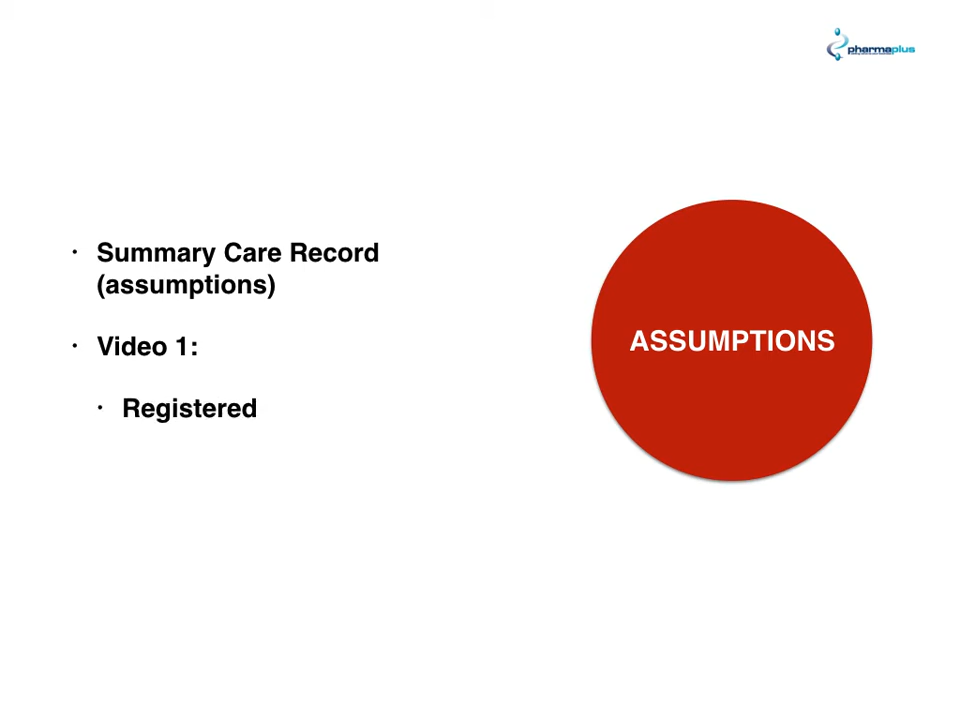 pharmaplus
• Summary Care Record
(assumptions)
• Video 1:
• Registered
ASSUMPTIONS